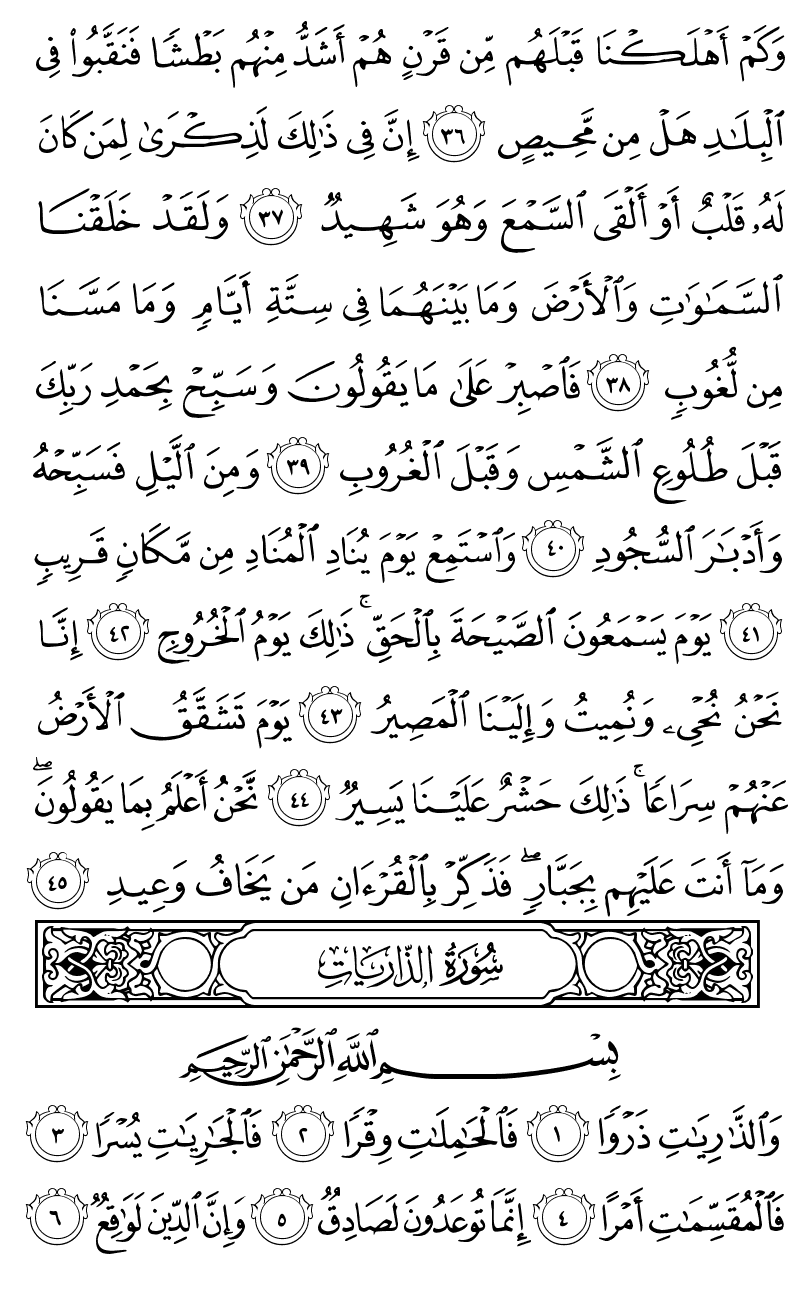 وَكَمْ أَهْلَكْنَا قَبْلَهُم مِّن قَرْنٍ هُمْ أَشَدُّ مِنْهُم بَطْشًا فَنَقَّبُوا۟ فِى
ٱلْبِلَـٰدِ هَلْ مِن مَّحِيصٍ ٣٦ إِنَّ فِى ذَٰلِكَ لَذِكْرَىٰ لِمَن كَانَ
لَهُۥ قَلْبٌ أَوْ أَلْقَى ٱلسَّمْعَ وَهُوَ شَهِيدٌ ٣٧ وَلَقَدْ خَلَقْنَا
ٱلسَّمَـٰوَٰتِ وَٱلْأَرْضَ وَمَا بَيْنَهُمَا فِى سِتَّةِ أَيَّامٍ وَمَا مَسَّنَا
مِن لُّغُوبٍ ٣٨ فَٱصْبِرْ عَلَىٰ مَا يَقُولُونَ وَسَبِّحْ بِحَمْدِ رَبِّكَ
قَبْلَ طُلُوعِ ٱلشَّمْسِ وَقَبْلَ ٱلْغُرُوبِ ٣٩ وَمِنَ ٱلَّيْلِ فَسَبِّحْهُ
وَأَدْبَـٰرَ ٱلسُّجُودِ ٤٠ وَٱسْتَمِعْ يَوْمَ يُنَادِ ٱلْمُنَادِ مِن مَّكَانٍ قَرِيبٍ
٤١ يَوْمَ يَسْمَعُونَ ٱلصَّيْحَةَ بِٱلْحَقِّ ۚ ذَٰلِكَ يَوْمُ ٱلْخُرُوجِ ٤٢ إِنَّا
نَحْنُ نُحْىِۦ وَنُمِيتُ وَإِلَيْنَا ٱلْمَصِيرُ ٤٣ يَوْمَ تَشَقَّقُ ٱلْأَرْضُ
عَنْهُمْ سِرَاعًا ۚ ذَٰلِكَ حَشْرٌ عَلَيْنَا يَسِيرٌ ٤٤ نَّحْنُ أَعْلَمُ بِمَا يَقُولُونَ ۖ
وَمَآ أَنتَ عَلَيْهِم بِجَبَّارٍ ۖ فَذَكِّرْ بِٱلْقُرْءَانِ مَن يَخَافُ وَعِيدِ ٤٥
سُورَةُ الذَّارِيَاتِ
بِسْمِ ٱللَّهِ ٱلرَّحْمَـٰنِ ٱلرَّحِيمِ
وَٱلذَّٰرِيَـٰتِ ذَرْوًا ١ فَٱلْحَـٰمِلَـٰتِ وِقْرًا ٢ فَٱلْجَـٰرِيَـٰتِ يُسْرًا ٣
فَٱلْمُقَسِّمَـٰتِ أَمْرًا ٤ إِنَّمَا تُوعَدُونَ لَصَادِقٌ ٥ وَإِنَّ ٱلدِّينَ لَوَٰقِعٌ ٦